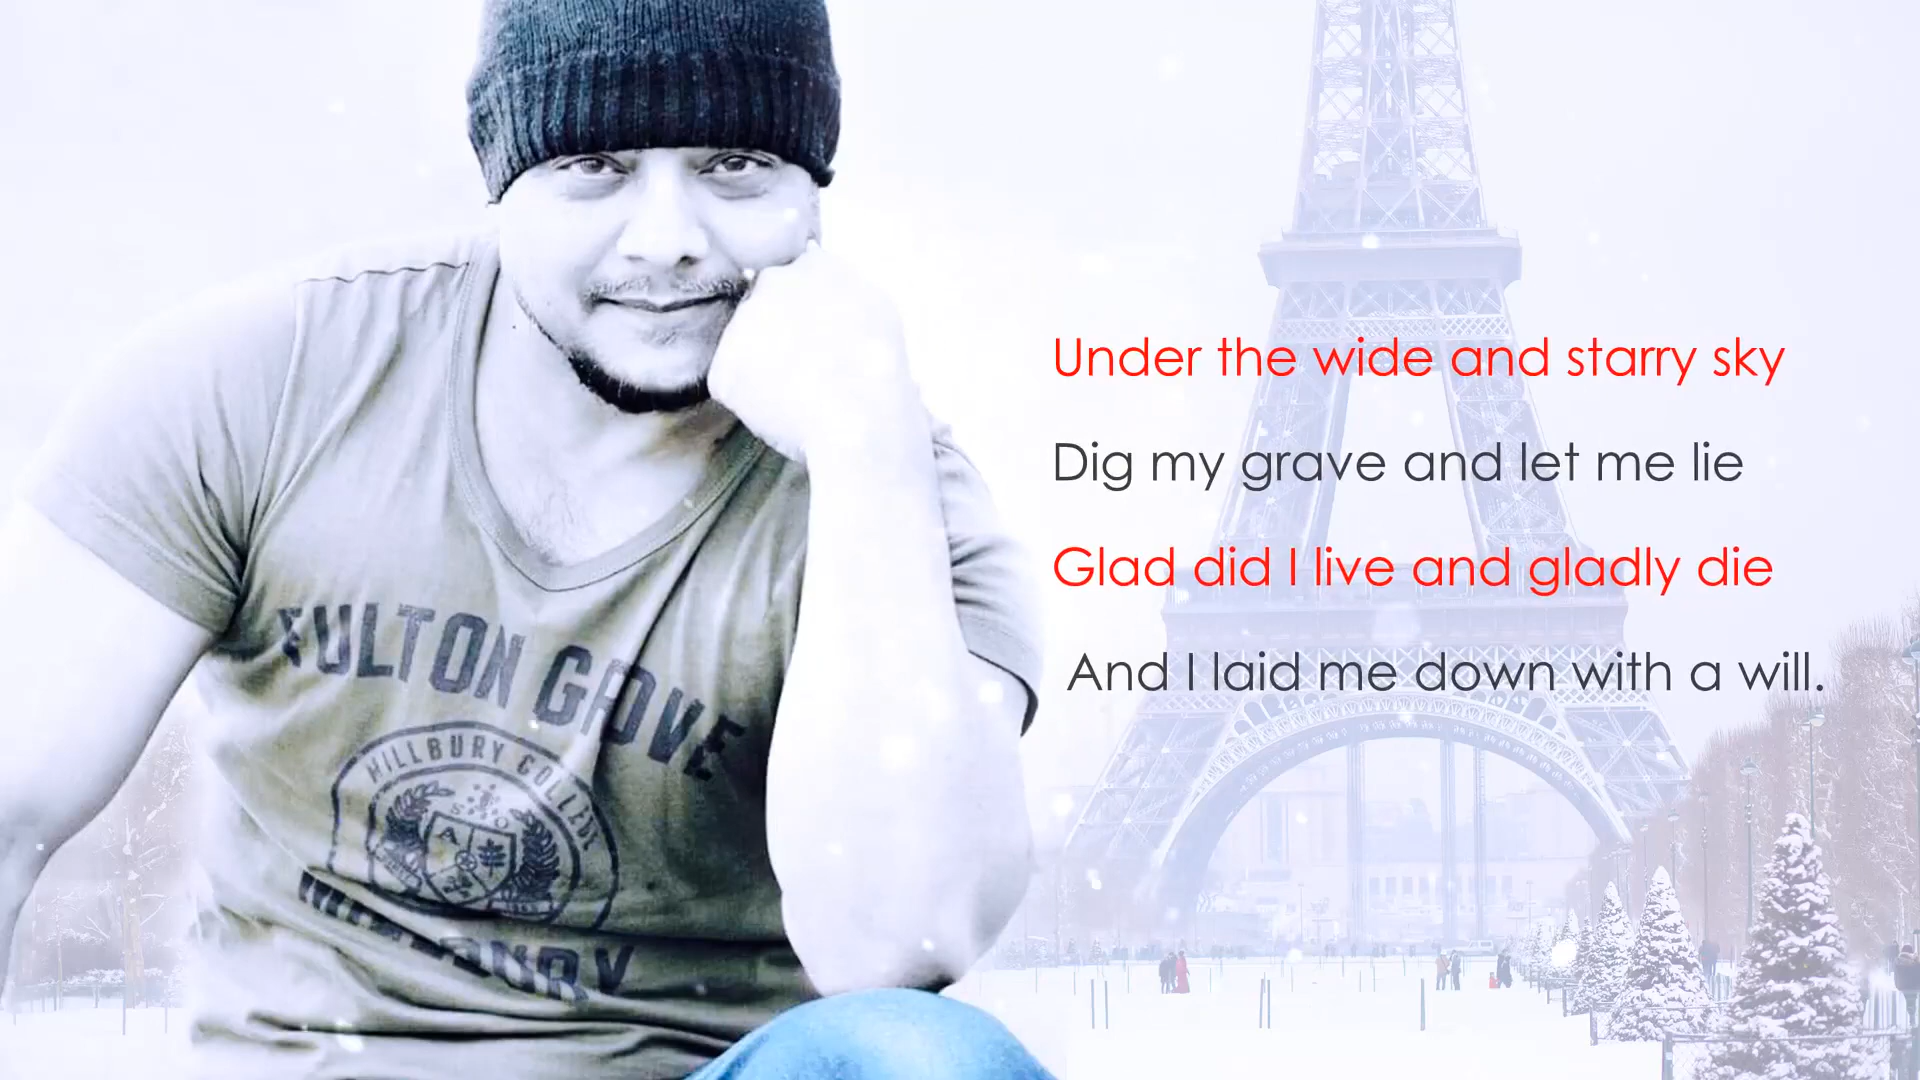 Under the wide and starry sky
Dig my grave and let me lie
Glad did I live and gladly die
And I laid me down with a will.
FULTON GROVE
HILLBURY COLLEGE